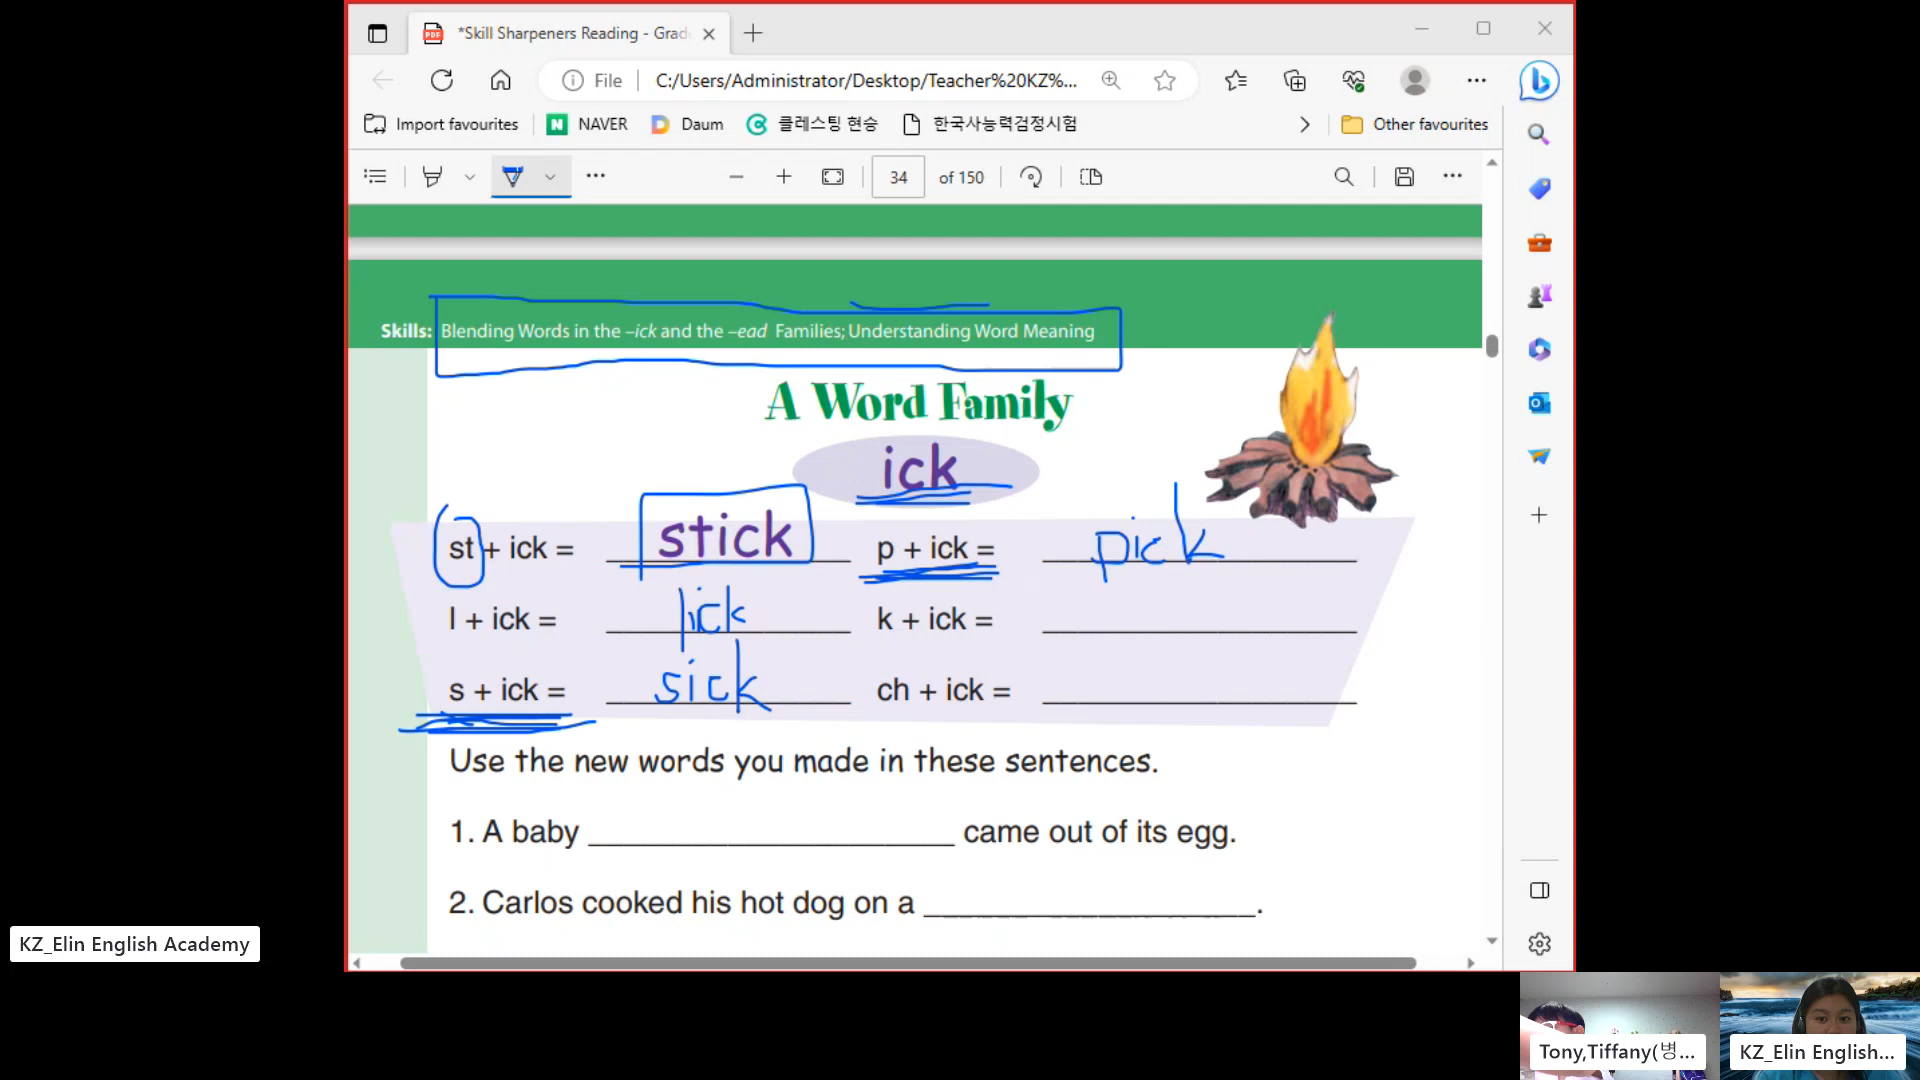 *Skill Sharpeners Reading - Grad
File
C:/Users/Administrator/Desktop/Teacher%20KZ%...
Import favourites NAVER Daum 클레스팅 현승 한국사능력검정시험 Other favourites
34 of 150
Skills: Blending Words in the –ick and the –ead Families; Understanding Word Meaning
A Word Family
ick
st + ick = stick p + ick = pick
l + ick = lick k + ick =
s + ick = sick ch + ick =
Use the new words you made in these sentences.
1. A baby ____________________ came out of its egg.
2. Carlos cooked his hot dog on a ____________________.
KZ_Elin English Academy
Tony,Tiffany(병...
KZ_Elin English...